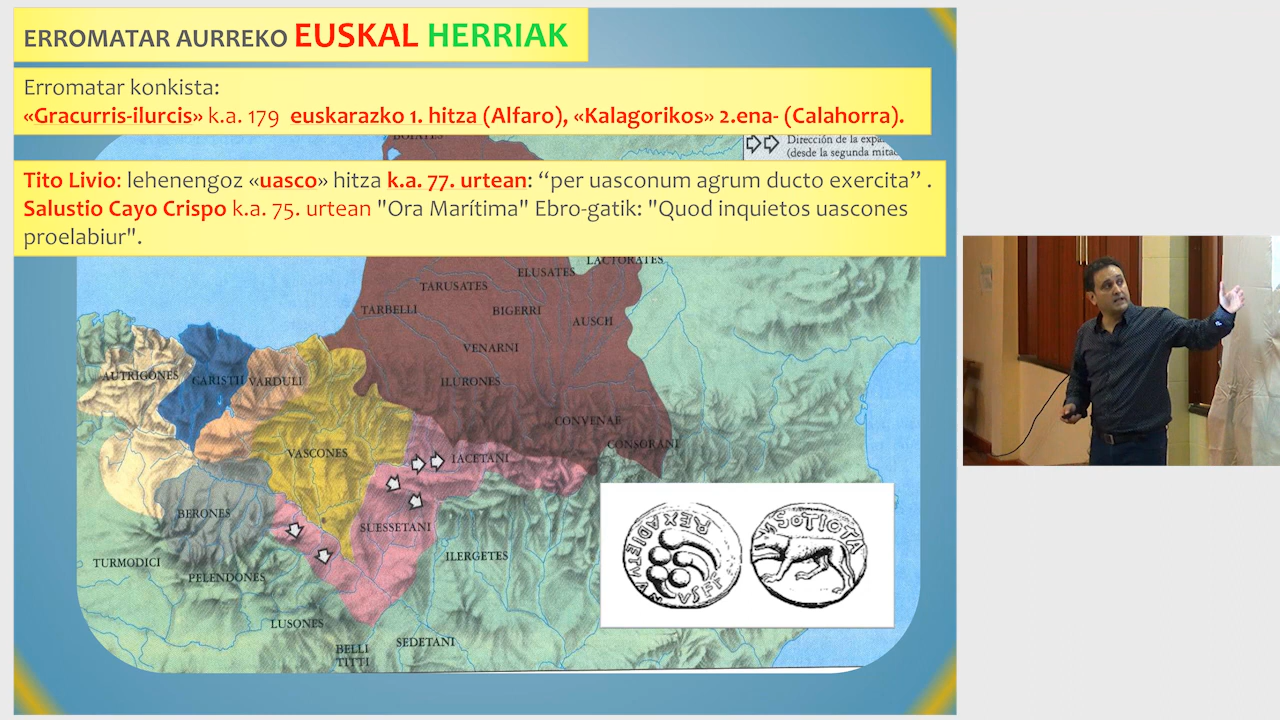 ERROMATAR AURREKO EUSKAL HERRIAK
Erromatar konkista:
«Gracurris-ilurcis» k.a. 179 euskarazko 1. hitza (Alfaro), «Kalagorikos» 2.ena- (Calahorra).
Dirección de la
(desde la segunda
Tito Livio: lehenengoz «uasco» hitza k.a. 77. urtean: “per uasconum agrum ducto exercita” .
Salustio Cayo Crispo k.a. 75. urtean "Ora Marítima" Ebro-gatik: "Quod inquietos uascones
proelabiur".
LACTORATES
ELUSATES
TARUSATES
TARBELLI
BIGERRI
AUSCH
VENARNI
AUTRIGONES
CARISTII
VARDULI
ILURONES
CONVENAE
CONSORANI
VASCONES
IACETANI
BERONES
SUESSETANI
ILERGETES
TURMODICI
PELENDONES
LUSONES
SEDETANI
BELLI
TITTI
REX ADIETVANVS FF
SOTIOTA